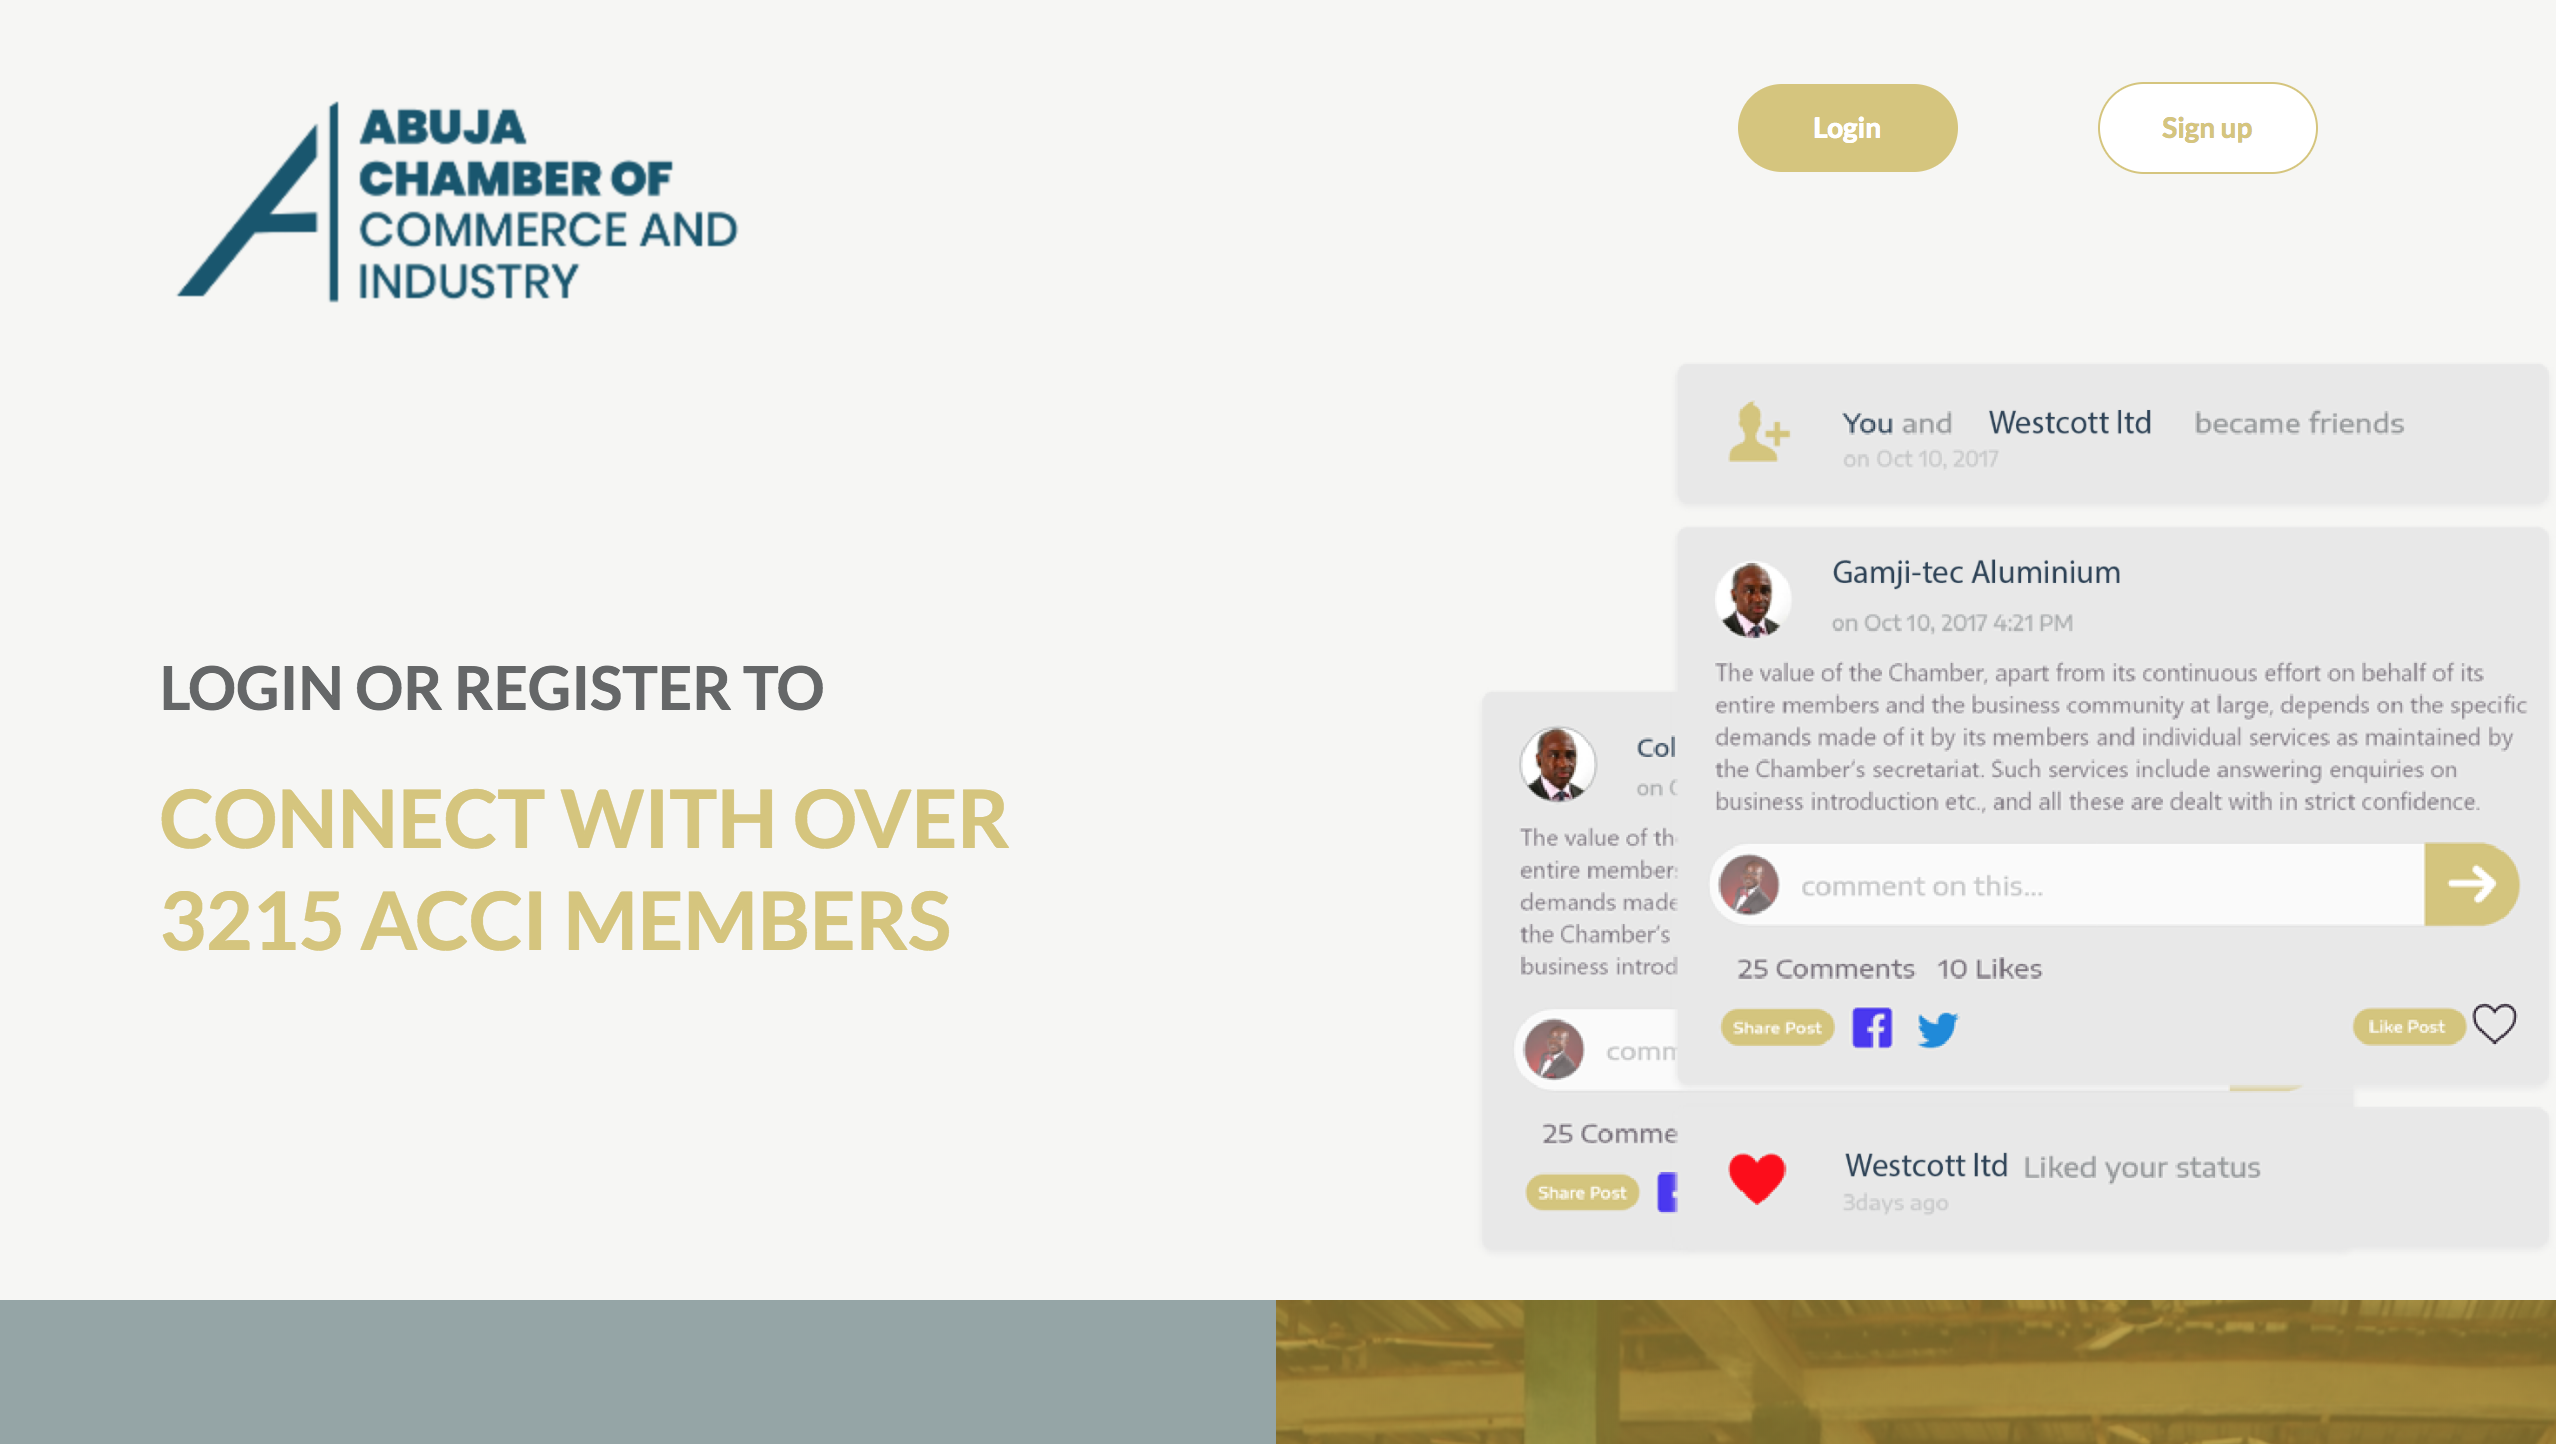 ABUJA
CHAMBER OF
COMMERCE AND
INDUSTRY
Login
Sign up
LOGIN OR REGISTER TO
CONNECT WITH OVER
3215 ACCI MEMBERS
You and Westcott ltd became friends
on Oct 10, 2017
Gamji-tec Aluminium
on Oct 10, 2017 4:21 PM
The value of the Chamber, apart from its continuous effort on behalf of its
entire members and the business community at large, depends on the specific
demands made of it by its members and individual services as maintained by
the Chamber's secretariat. Such services include answering enquiries on
business introduction etc., and all these are dealt with in strict confidence.
comment on this...
25 Comments 10 Likes
Share Post
Like Post
Col
on
The value of th
entire member
demands made
the Chamber's
business introd
comm
25 Comme
Share Post
Westcott ltd Liked your status
3days ago